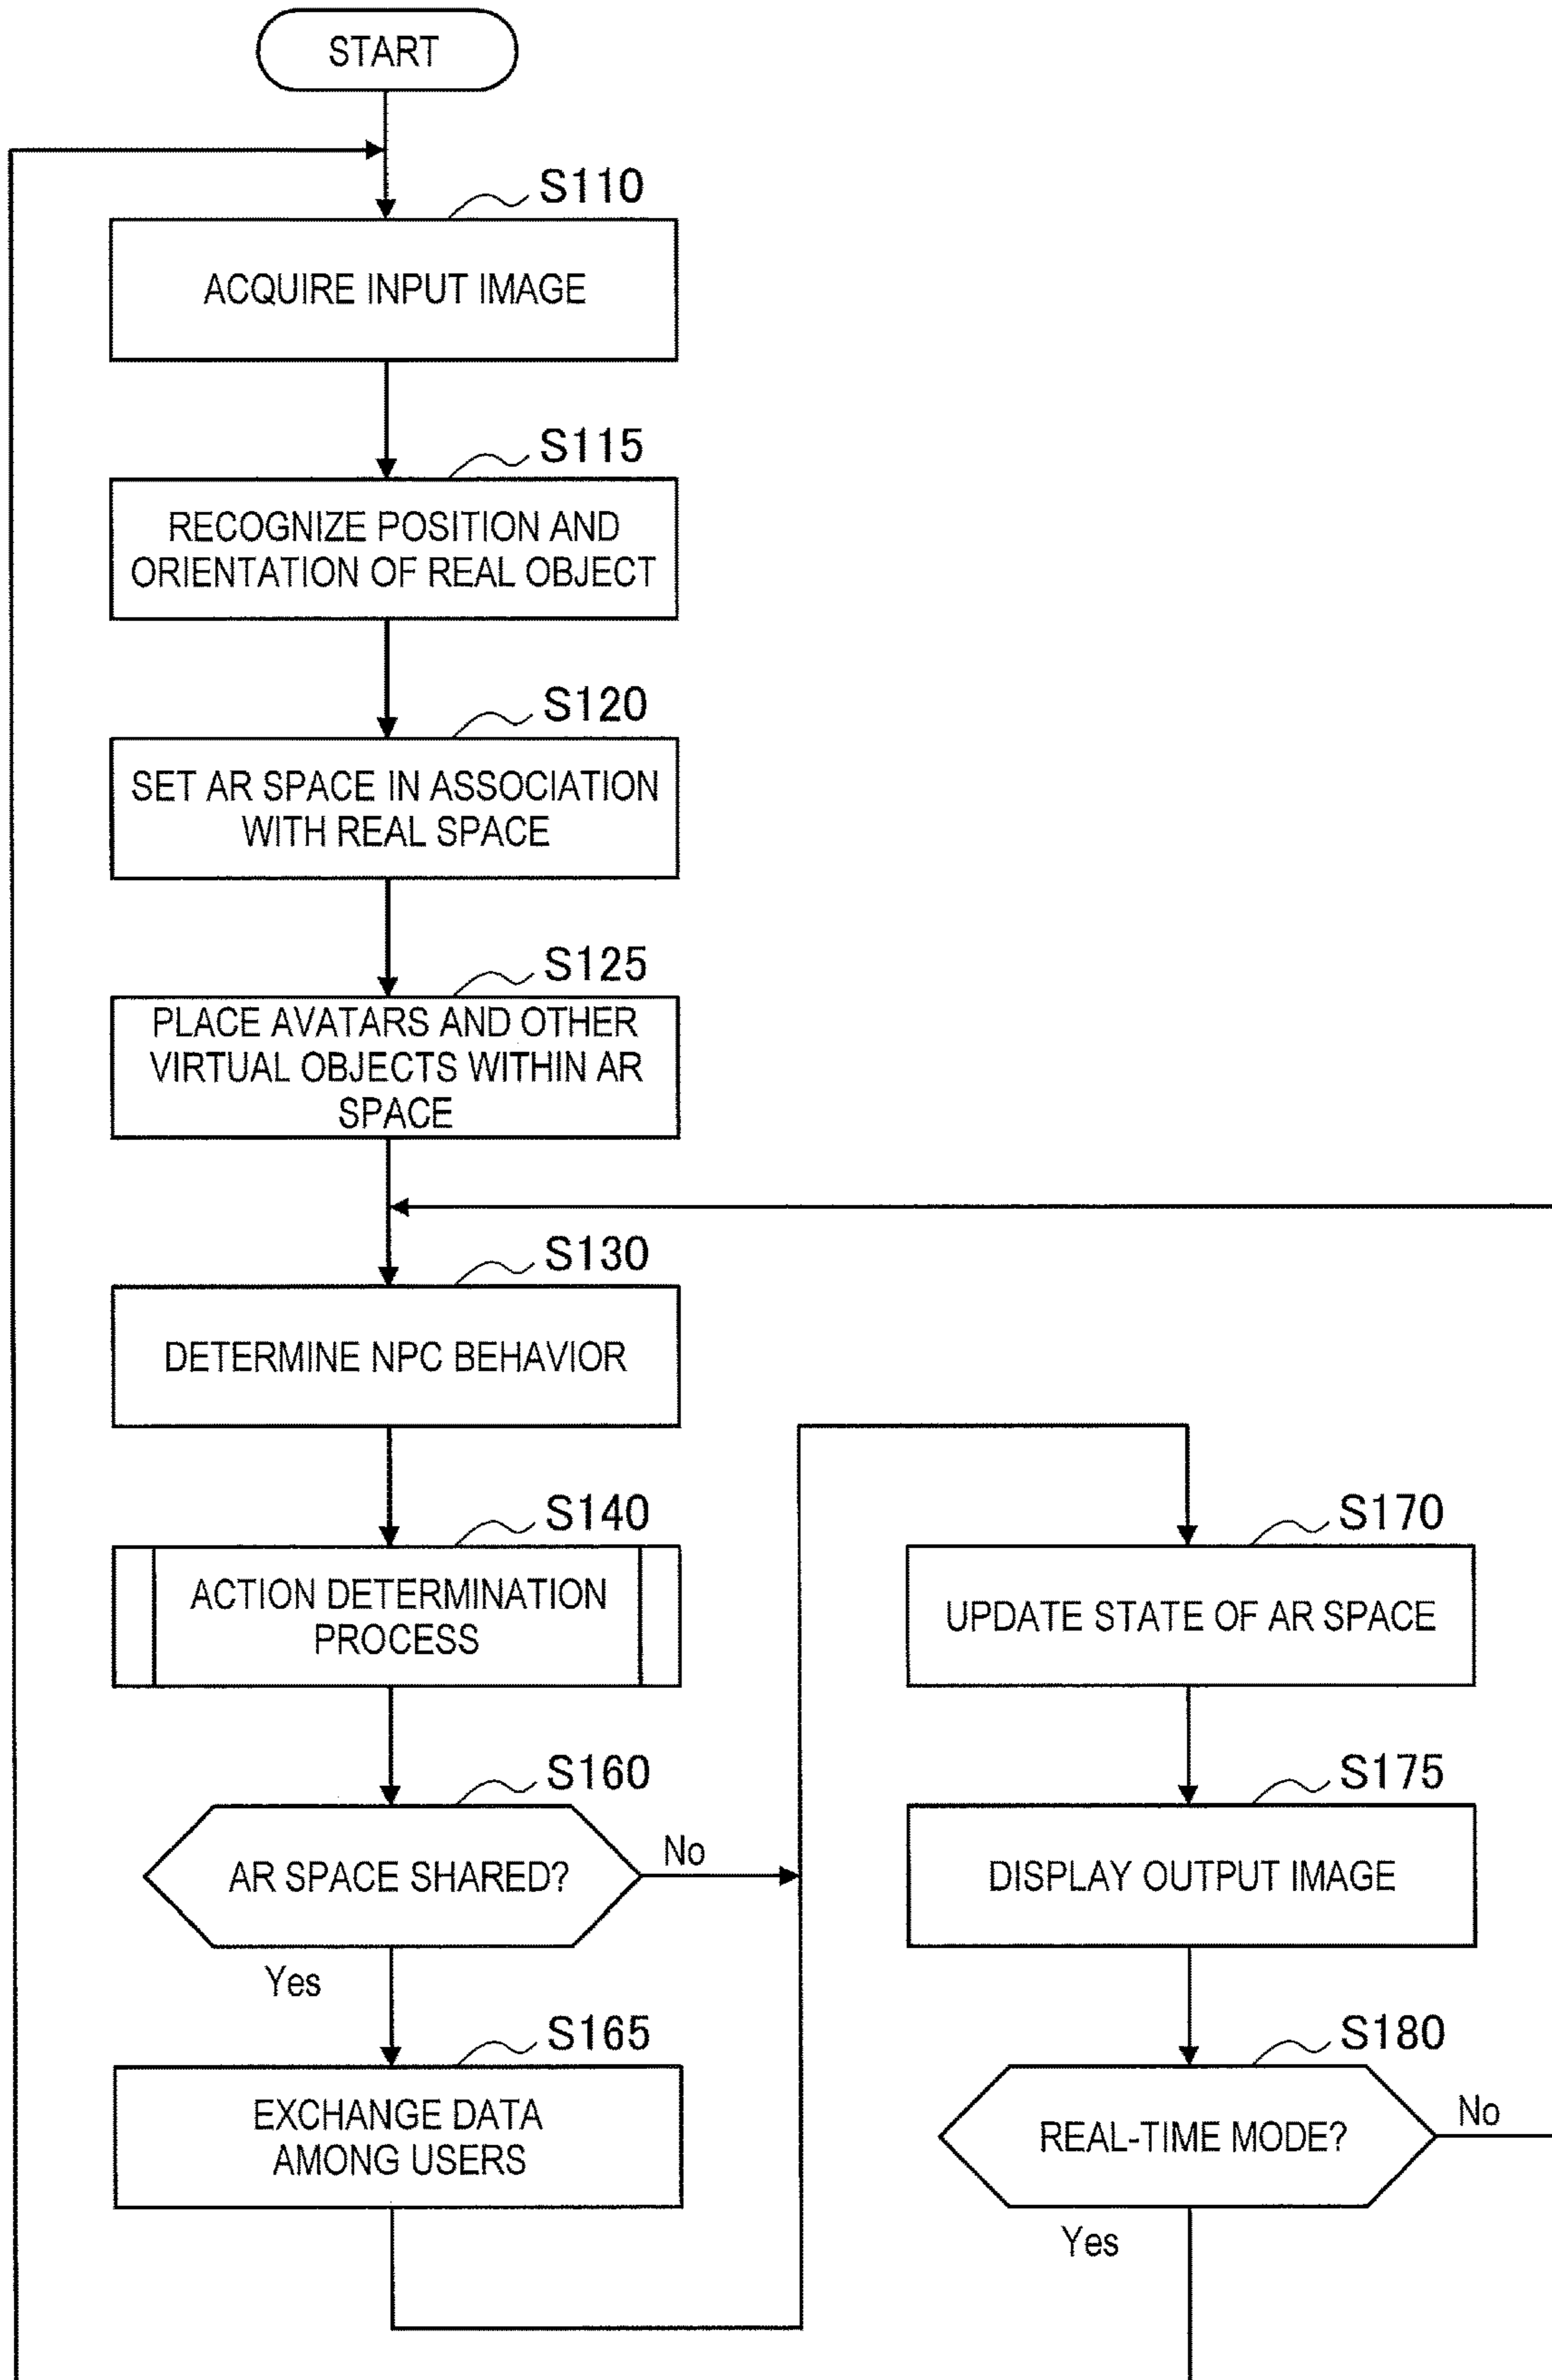 START
S110
ACQUIRE INPUT IMAGE
S115
RECOGNIZE POSITION AND
ORIENTATION OF REAL OBJECT
S120
SET AR SPACE IN ASSOCIATION
WITH REAL SPACE
S125
PLACE AVATARS AND OTHER
VIRTUAL OBJECTS WITHIN AR
SPACE
S130
DETERMINE NPC BEHAVIOR
S140
ACTION DETERMINATION
PROCESS
S160
AR SPACE SHARED?
No
Yes
S165
EXCHANGE DATA
AMONG USERS
S170
UPDATE STATE OF AR SPACE
S175
DISPLAY OUTPUT IMAGE
S180
REAL-TIME MODE?
No
Yes